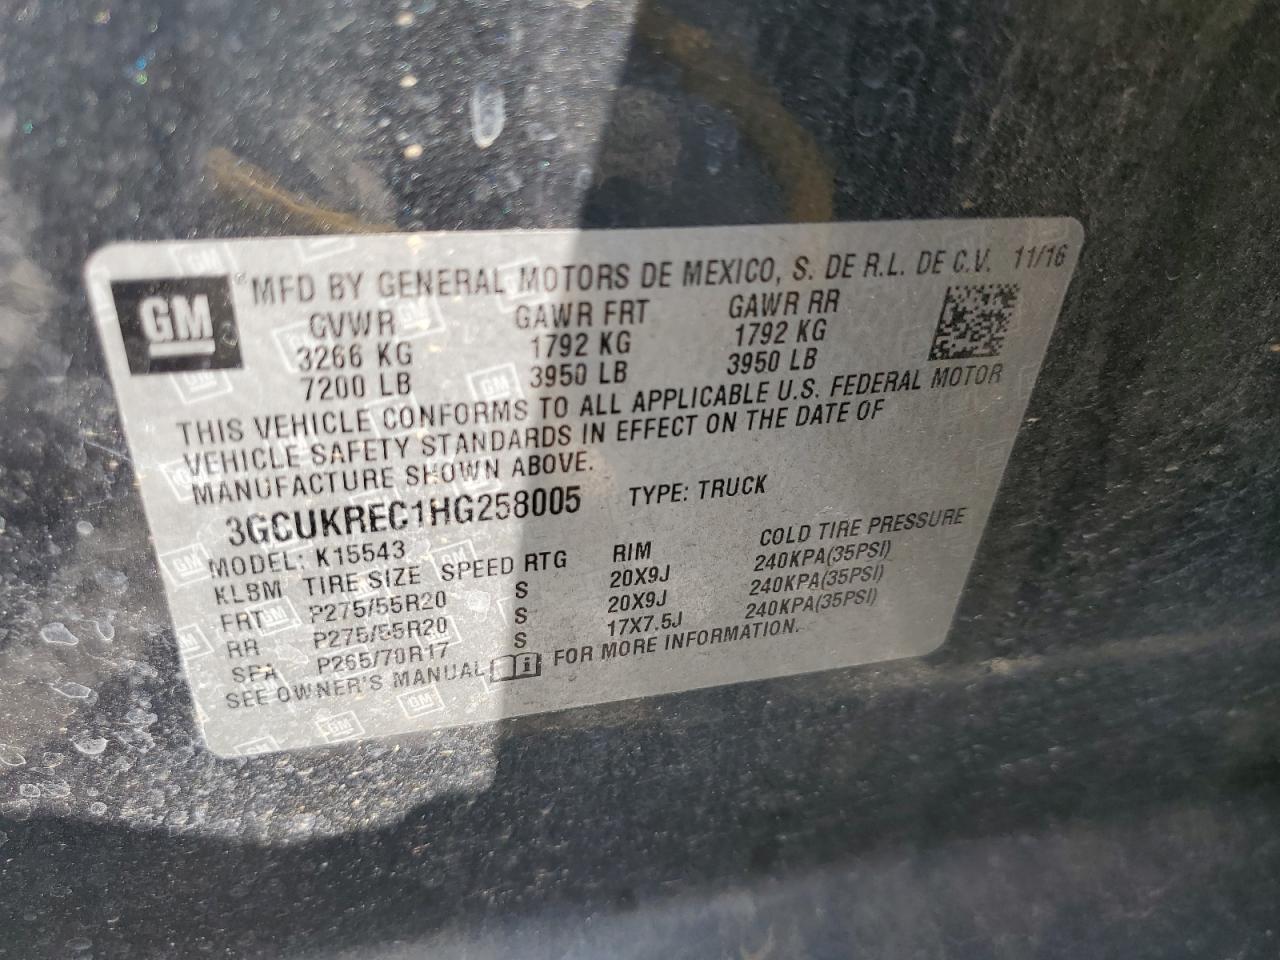 GM
MFD BY GENERAL MOTORS DE MEXICO, S. DE R.L. DE C.V. 11/16
GVWR GAWR FRT GAWR RR
3266 KG 1792 KG 1792 KG
7200 LB 3950 LB 3950 LB
THIS VEHICLE CONFORMS TO ALL APPLICABLE U.S. FEDERAL MOTOR
VEHICLE SAFETY STANDARDS IN EFFECT ON THE DATE OF
MANUFACTURE SHOWN ABOVE.
3GCUKREC1HG258005 TYPE: TRUCK
MODEL: K15543
KLBM TIRE SIZE SPEED RTG RIM COLD TIRE PRESSURE
FRT P275/55R20 S 20X9J 240KPA(35PSI)
RR P275/55R20 S 20X9J 240KPA(35PSI)
SPA P265/70R17 S 17X7.5J 240KPA(35PSI)
SEE OWNER'S MANUAL FOR MORE INFORMATION.